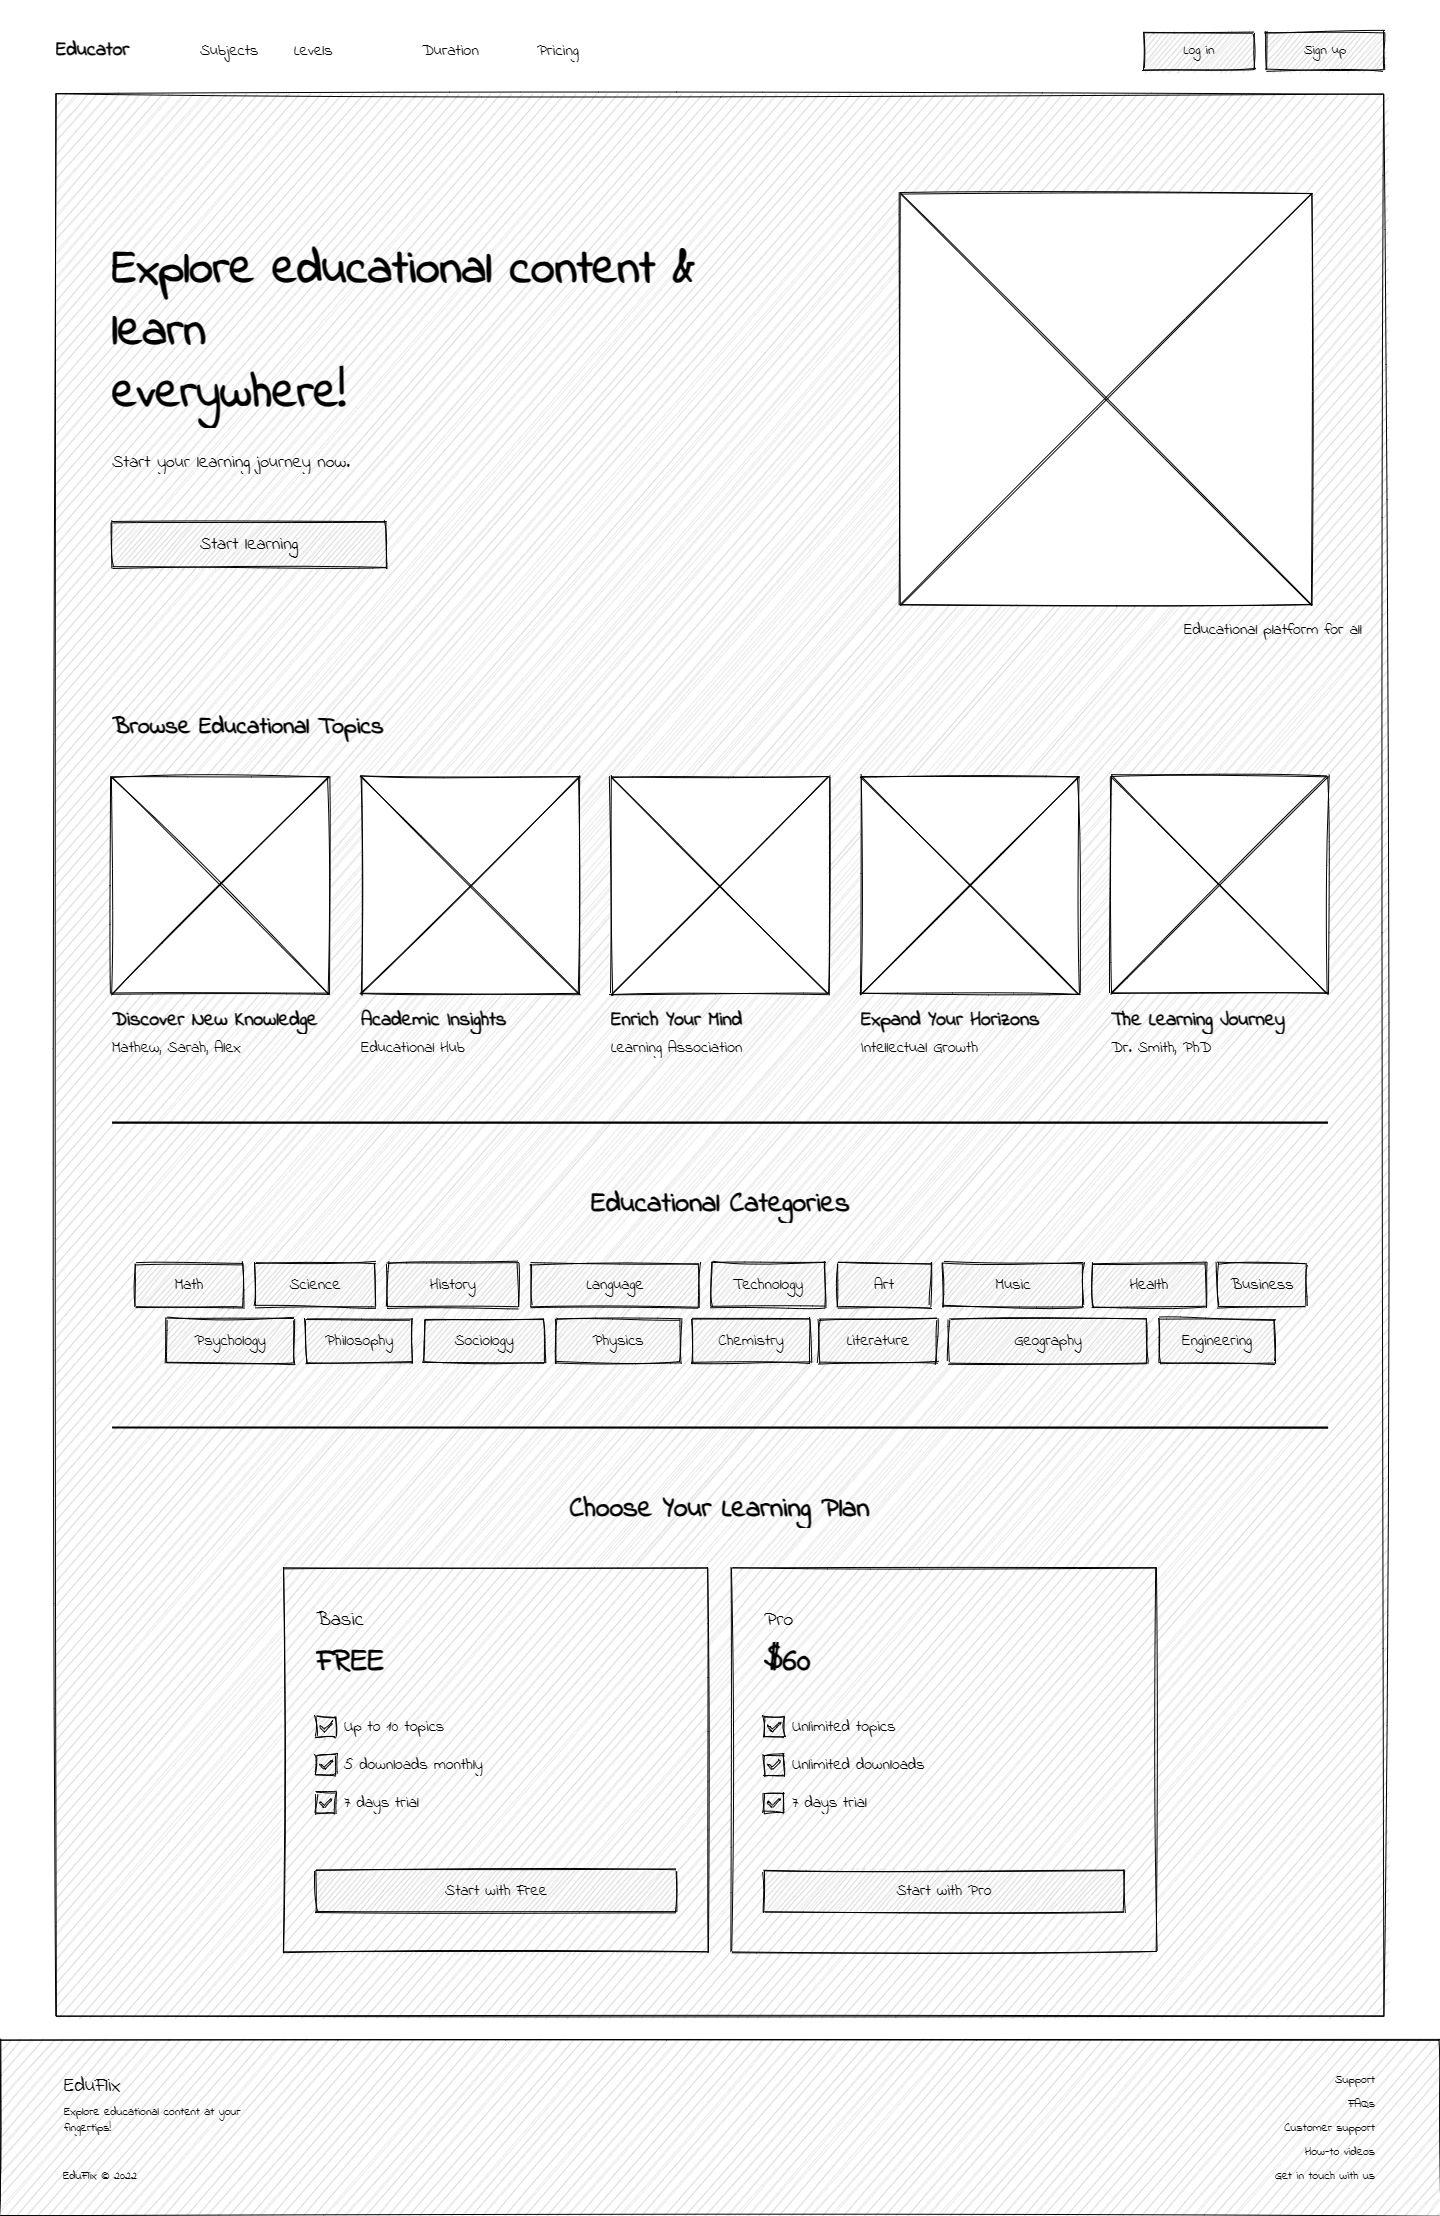 Educator Subjects Levels Duration Pricing Log in Sign up
Explore educational content &
learn
everywhere!
Start your learning journey now.
Start learning
Educational platform for all
Browse Educational Topics
Discover New Knowledge
Mathew, Sarah, Alex
Academic Insights
Educational Hub
Enrich Your Mind
Learning Association
Expand Your Horizons
Intellectual Growth
The Learning Journey
Dr. Smith, PhD
Educational Categories
Math Science History Language Technology Art Music Health Business
Psychology Philosophy Sociology Physics Chemistry Literature Geography Engineering
Choose Your Learning Plan
Basic
FREE
Up to 10 topics
5 downloads monthly
7 days trial
Start with Free
Pro
$60
Unlimited topics
Unlimited downloads
7 days trial
Start with Pro
EduFlix
Explore educational content at your
fingertips!
EduFlix © 2022
Support
FAQs
Customer support
How-to videos
Get in touch with us